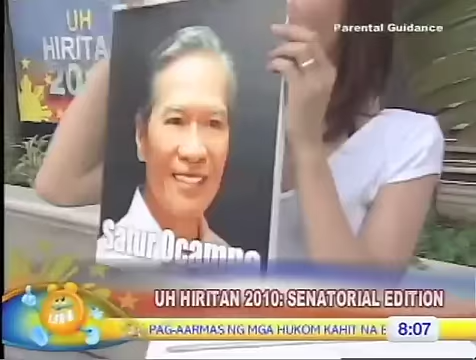 Parental Guidance
UH
HIRITA
20
Satur Ocampo
UH HIRITAN 2010: SENATORIAL EDITION
PAG-AARMAS NG MGA HUKOM KAHIT NA
8:07